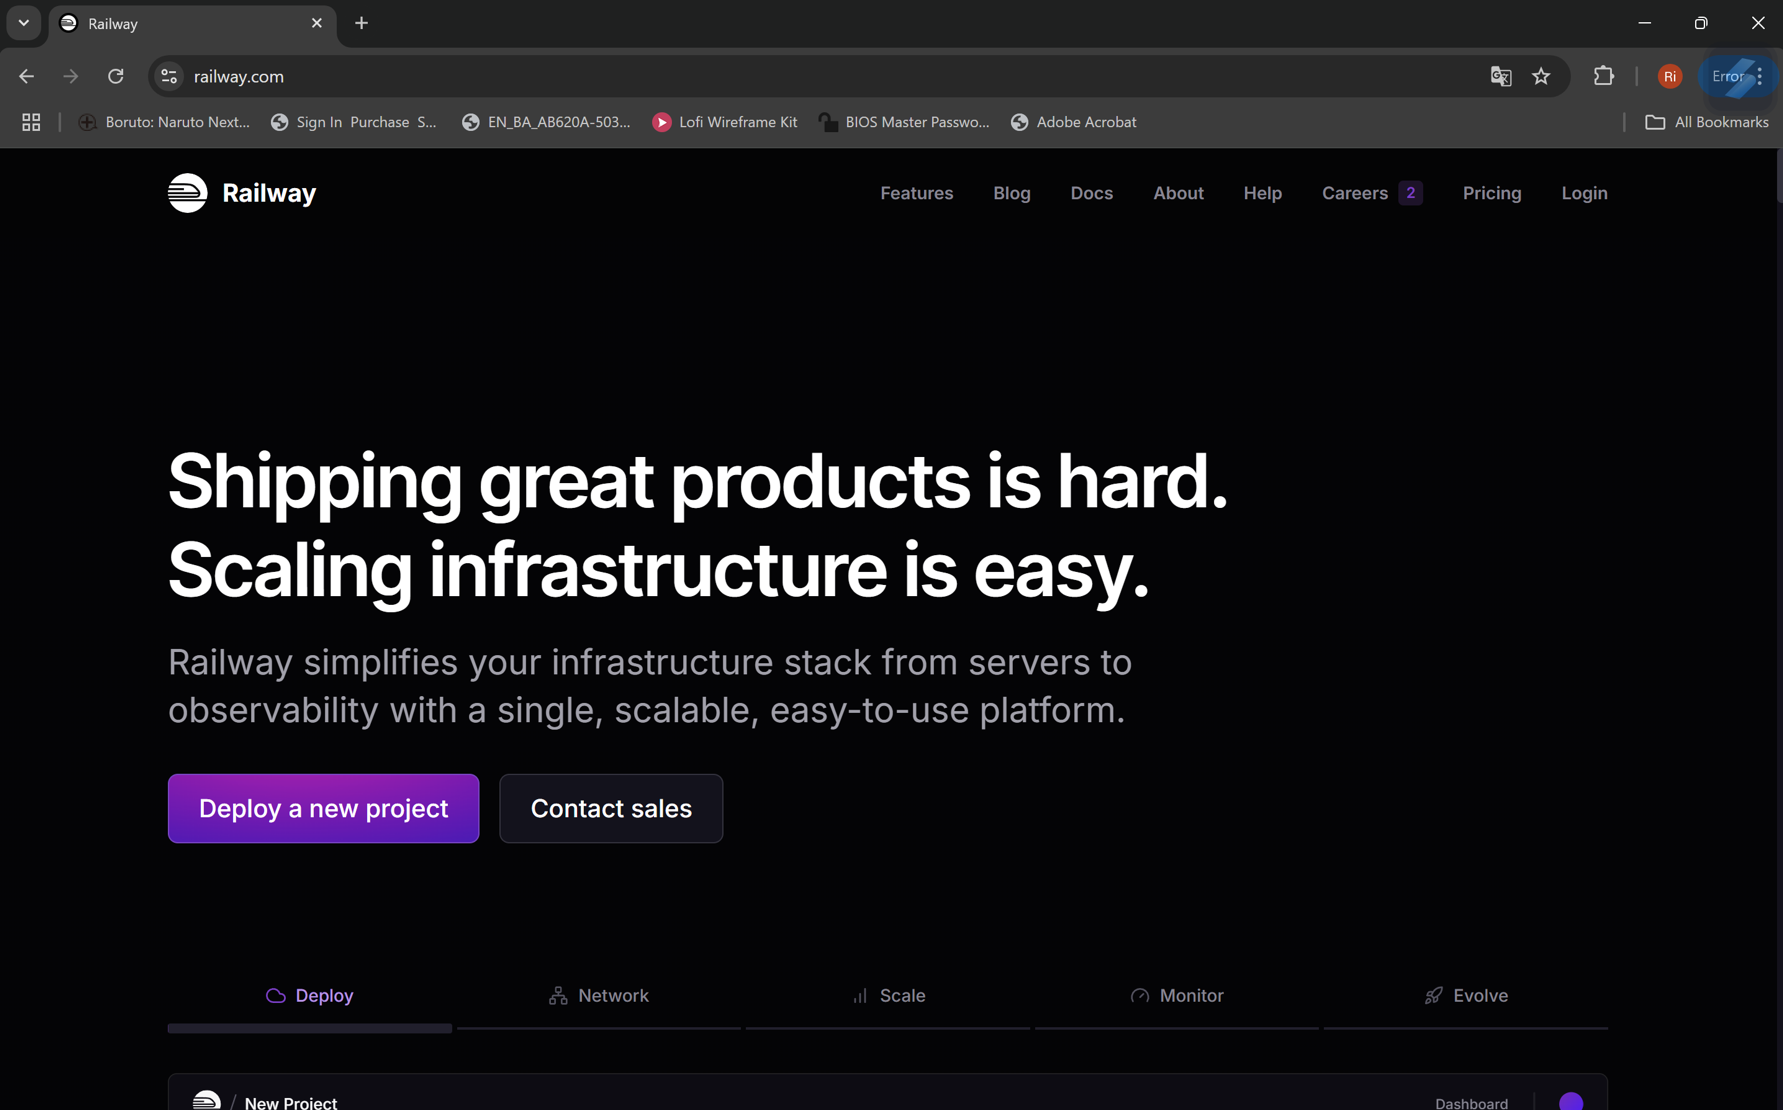 Railway
railway.com
Ri
Error
Boruto: Naruto Next...
Sign In Purchase S...
EN_BA_AB620A-503...
Lofi Wireframe Kit
BIOS Master Passwo...
Adobe Acrobat
All Bookmarks
Railway
Features
Blog
Docs
About
Help
Careers 2
Pricing
Login
Shipping great products is hard.
Scaling infrastructure is easy.
Railway simplifies your infrastructure stack from servers to
observability with a single, scalable, easy-to-use platform.
Deploy a new project
Contact sales
Deploy
Network
Scale
Monitor
Evolve
/ New Project
Dashboard